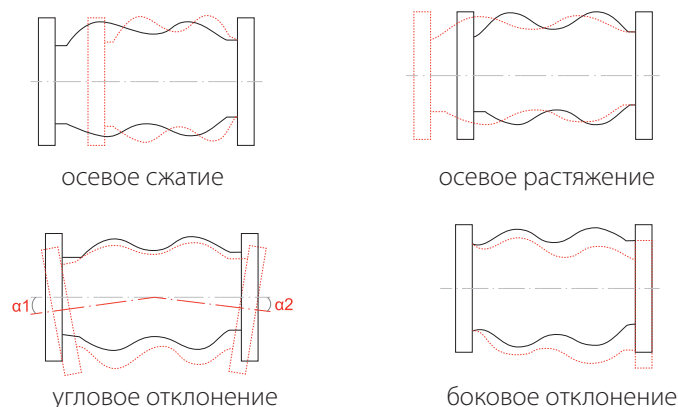 осевое сжатие
осевое растяжение
α1
α2
угловое отклонение
боковое отклонение